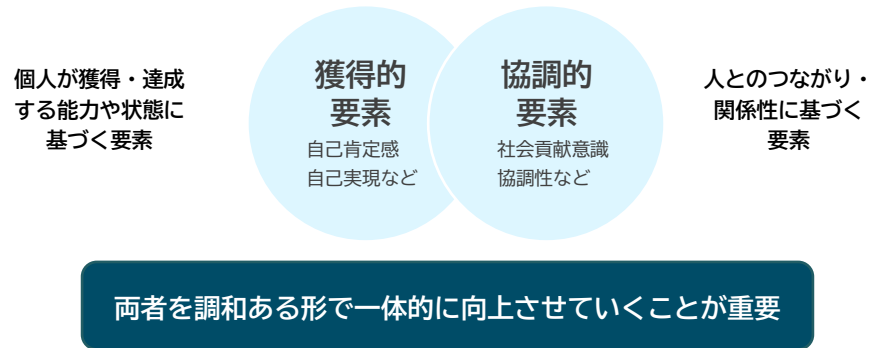 個人が獲得・達成
する能力や状態に
基づく要素
獲得的
要素
自己肯定感
自己実現など
協調的
要素
社会貢献意識
協調性など
人とのつながり・
関係性に基づく
要素
両者を調和ある形で一体的に向上させていくことが重要